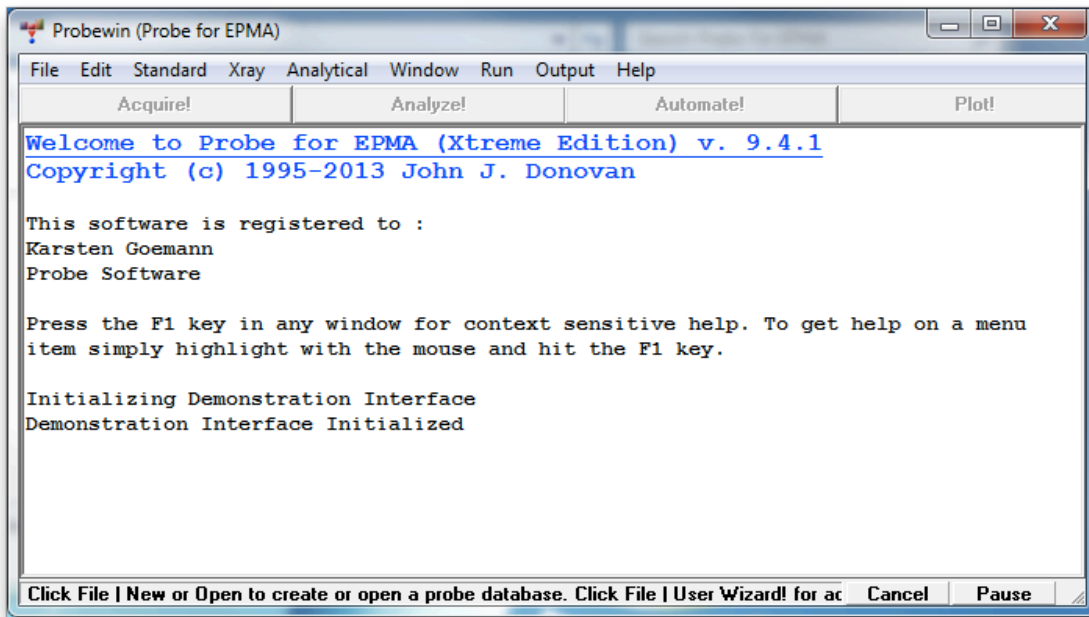 Probewin (Probe for EPMA)
File Edit Standard Xray Analytical Window Run Output Help
Acquire! Analyze! Automate! Plot!
Welcome to Probe for EPMA (Xtreme Edition) v. 9.4.1
Copyright (c) 1995-2013 John J. Donovan
This software is registered to :
Karsten Goemann
Probe Software
Press the F1 key in any window for context sensitive help. To get help on a menu
item simply highlight with the mouse and hit the F1 key.
Initializing Demonstration Interface
Demonstration Interface Initialized
Click File | New or Open to create or open a probe database. Click File | User Wizard! for ac Cancel Pause